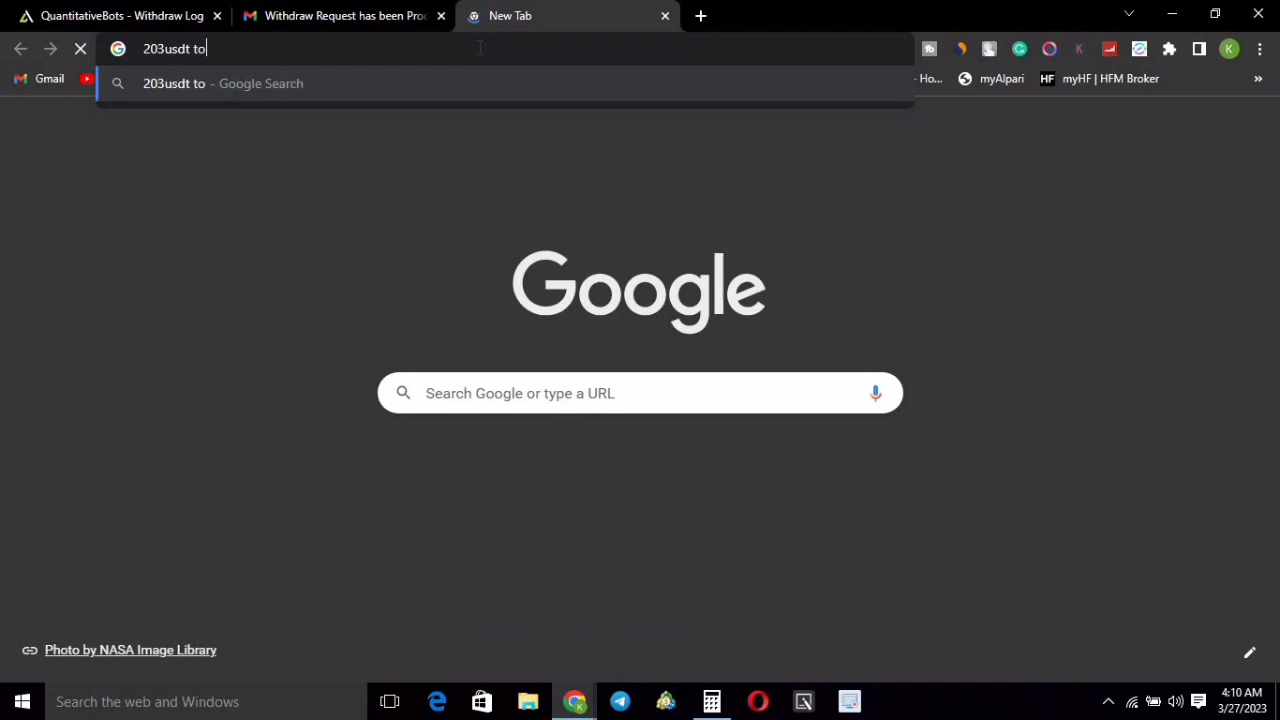 QuantitativeBots - Withdraw Log
Withdraw Request has been Proc
New Tab
203usdt to
Gmail
Ho...
myAlpari
HF
myHF | HFM Broker
203usdt to - Google Search
Google
Search Google or type a URL
Photo by NASA Image Library
Search the web and Windows
4:10 AM
3/27/2023